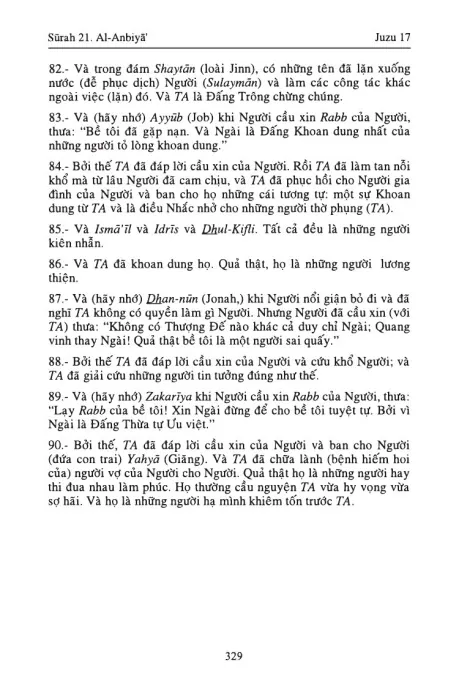 Sūrah 21. Al-Anbiyā' Juzu 17
82.- Và trong đám Shaytān (loài Jinn), có những tên đã lặn xuống
nước (để phục dịch) Người (Sulaymān) và làm các công tác khác
ngoài việc (lặn) đó. Và TA là Đấng Trông chừng chúng.
83.- Và (hãy nhớ) Ayyūb (Job) khi Người cầu xin Rabb của Người,
thưa: “Bề tôi đã gặp nạn. Và Ngài là Đấng Khoan dung nhất của
những người tỏ lòng khoan dung.”
84.- Bởi thế TA đã đáp lời cầu xin của Người. Rồi TA đã làm tan nỗi
khổ mà từ lâu Người đã cam chịu, và TA đã phục hồi cho Người gia
đình của Người và ban cho họ những cái tương tự: một sự Khoan
dung từ TA và là điều Nhắc nhở cho những người thờ phụng (TA).
85.- Và Ismā'īl và Idrīs và Dhul-Kifli. Tất cả đều là những người
kiên nhẫn.
86.- Và TA đã khoan dung họ. Quả thật, họ là những người lương
thiện.
87.- Và (hãy nhớ) Dhan-nūn (Jonah,) khi Người nổi giận bỏ đi và đã
nghĩ TA không có quyền làm gì Người. Nhưng Người đã cầu xin (với
TA) thưa: “Không có Thượng Đế nào khác cả duy chỉ Ngài; Quang
vinh thay Ngài! Quả thật bề tôi là một người sai quấy.”
88.- Bởi thế TA đã đáp lời cầu xin của Người và cứu khổ Người; và
TA đã giải cứu những người tin tưởng đúng như thế.
89.- Và (hãy nhớ) Zakarīya khi Người cầu xin Rabb của Người, thưa:
“Lạy Rabb của bề tôi! Xin Ngài đừng để cho bề tôi tuyệt tự. Bởi vì
Ngài là Đấng Thừa tự Ưu việt.”
90.- Bởi thế, TA đã đáp lời cầu xin của Người và ban cho Người
(đứa con trai) Yahyā (Giăng). Và TA đã chữa lành (bệnh hiếm hoi
của) người vợ của Người cho Người. Quả thật họ là những người hay
thi đua nhau làm phúc. Họ thường cầu nguyện TA vừa hy vọng vừa
sợ hãi. Và họ là những người hạ mình khiêm tốn trước TA.
329